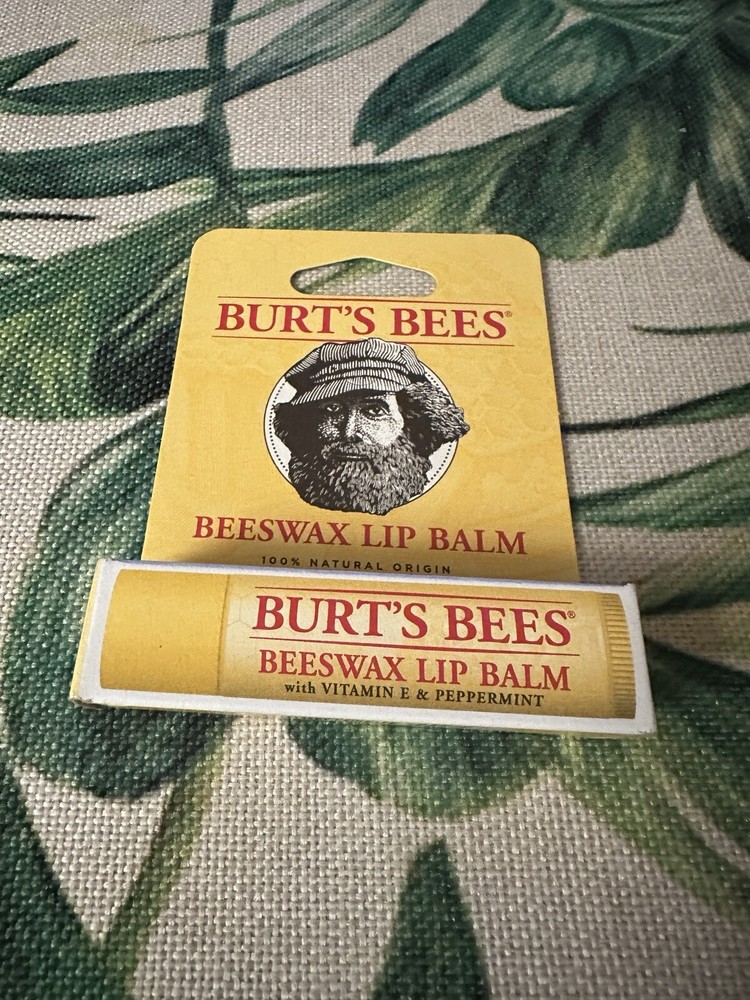 BURT'S BEES®
BEESWAX LIP BALM
100% NATURAL ORIGIN
BURT'S BEES®
BEESWAX LIP BALM
with VITAMIN E & PEPPERMINT